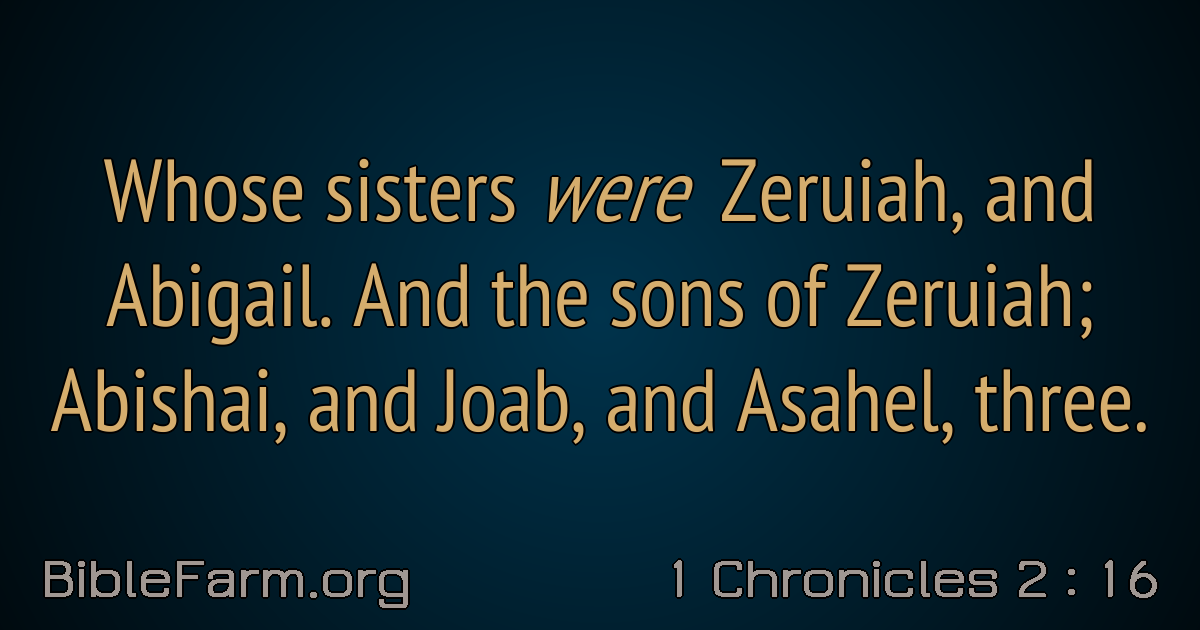 Whose sisters were Zeruiah, and
Abigail. And the sons of Zeruiah;
Abishai, and Joab, and Asahel, three.
BibleFarm.org
1 Chronicles 2 : 16